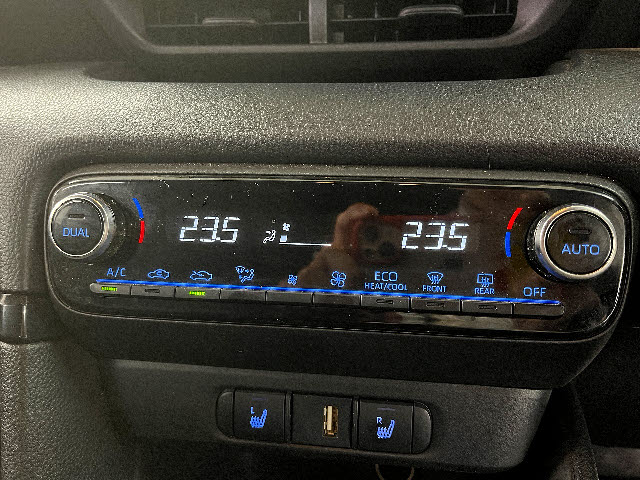 23.5 23.5
DUAL AUTO
A/C ECO HEAT/COOL FRONT REAR OFF
L R